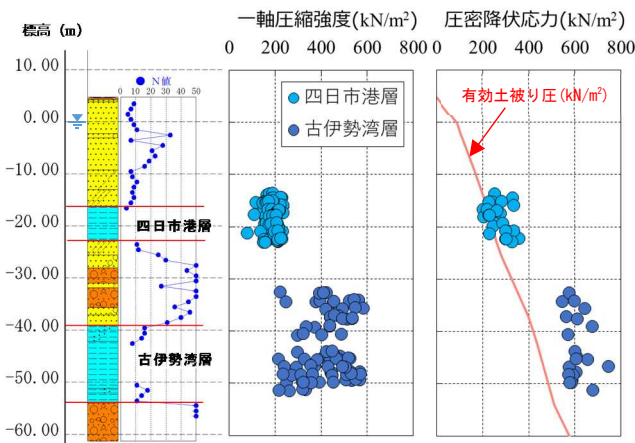 標高 (m)
10.00
0.00
-10.00
-20.00
-30.00
-40.00
-50.00
-60.00
N値
0 10 20 30 40 50
四日市港層
古伊勢湾層
一軸圧縮強度(kN/m²)
0 200 400 600 800
四日市港層
古伊勢湾層
圧密降伏応力(kN/m²)
0 200 400 600 800
有効土被り圧(kN/㎡)